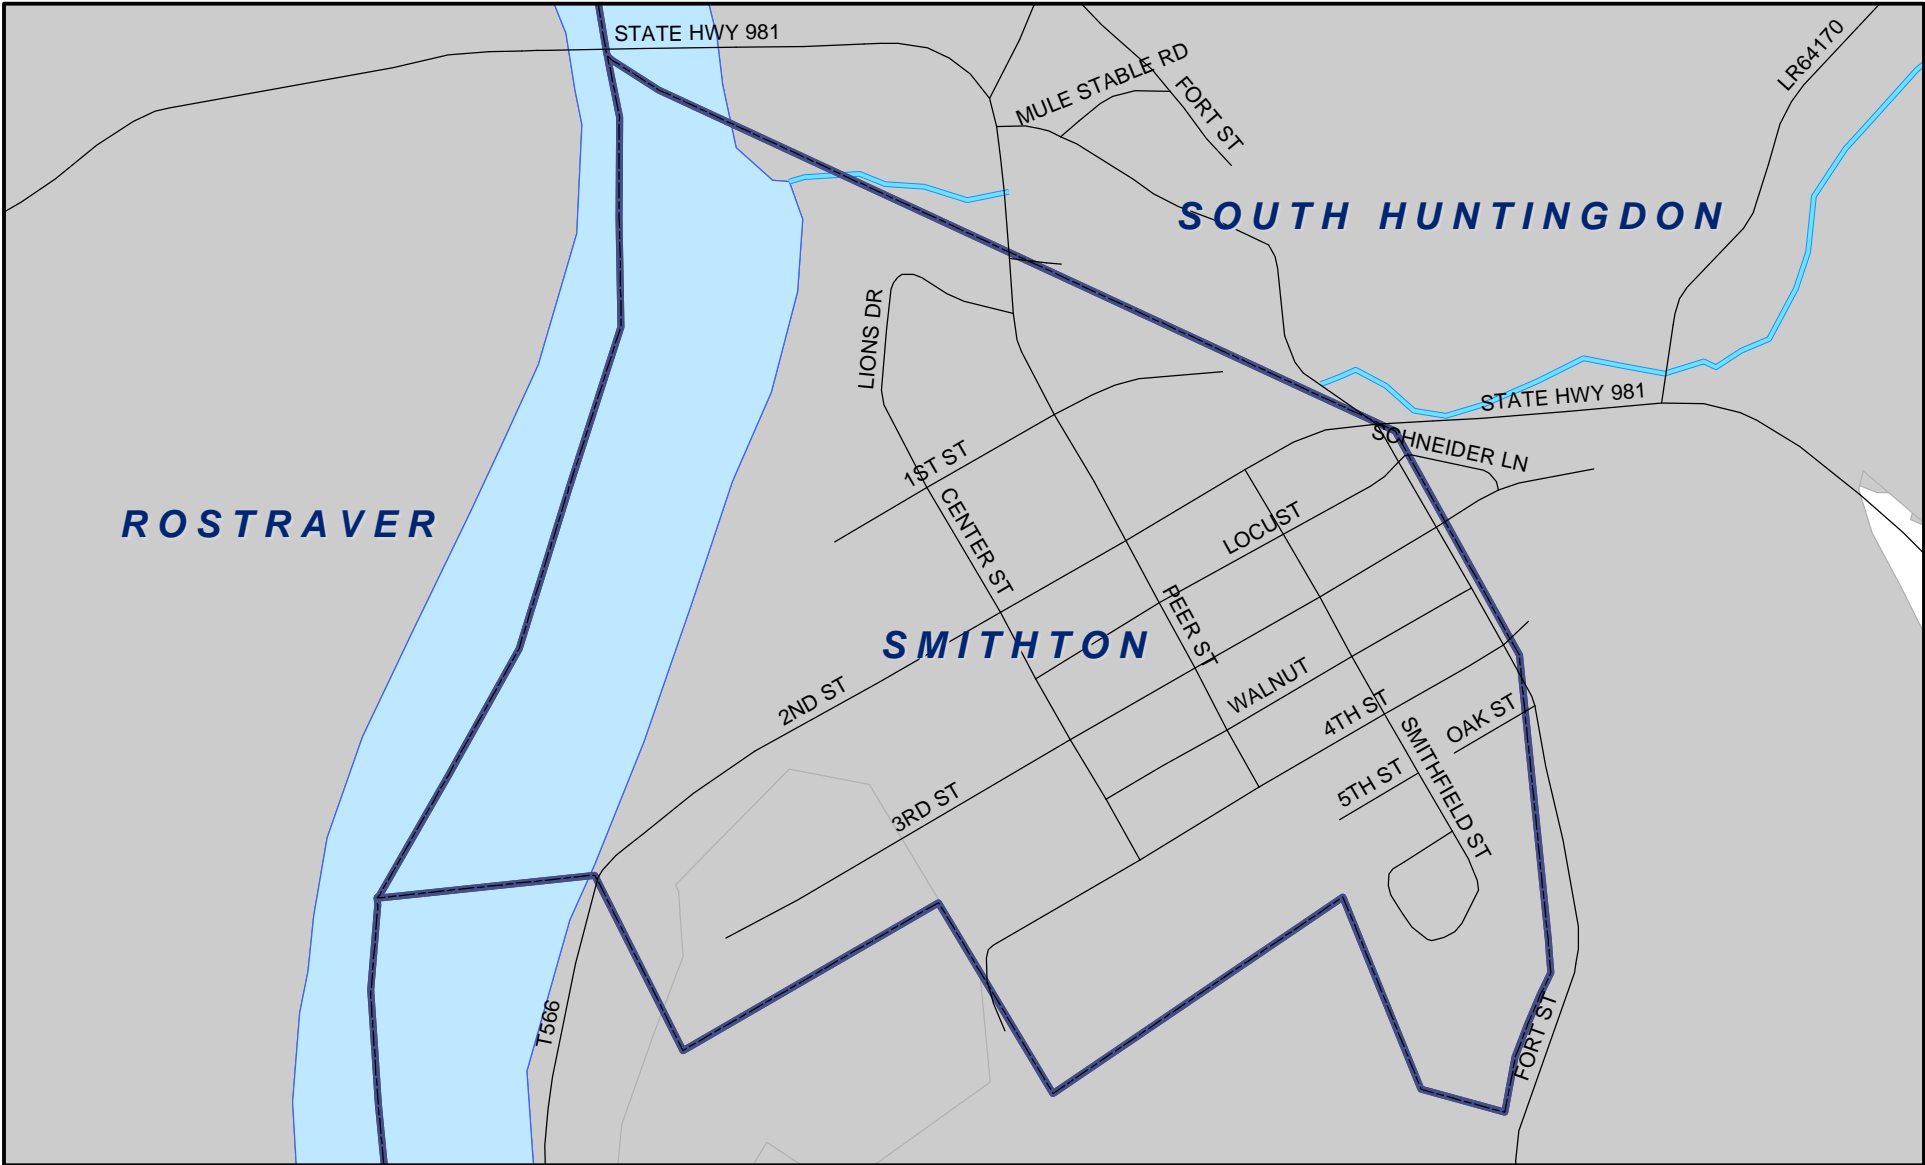 STATE HWY 981
LR64170
MULE STABLE RD
FORT ST
SOUTH HUNTINGDON
LIONS DR
STATE HWY 981
SCHNEIDER LN
1ST ST
CENTER ST
LOCUST
ROSTRAVER
PEER ST
SMITHTON
2ND ST
WALNUT
4TH ST
OAK ST
SMITHFIELD ST
5TH ST
3RD ST
T566
FORT ST